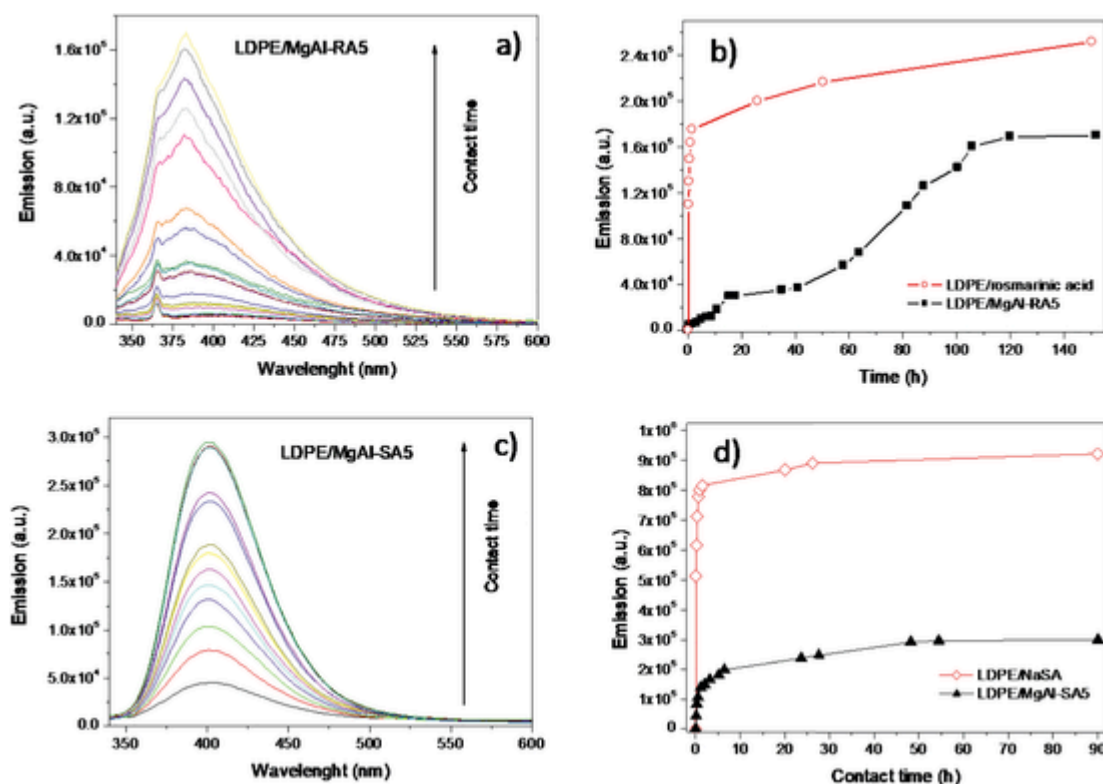 LDPE/MgAl-RA5
a)
Contact time
Emission (a.u.)
1.6x10⁵
1.2x10⁵
8.0x10⁴
4.0x10⁴
0.0
350 375 400 425 450 475 500 525 550 575 600
Wavelenght (nm)
b)
Emission (a.u.)
2.4x10⁵
2.0x10⁵
1.6x10⁵
1.2x10⁵
8.0x10⁴
4.0x10⁴
0.0
LDPE/rosmarinic acid
LDPE/MgAl-RA5
0 20 40 60 80 100 120 140
Time (h)
LDPE/MgAl-SA5
c)
Contact time
Emission (a.u.)
3.0x10⁵
2.5x10⁵
2.0x10⁵
1.5x10⁵
1.0x10⁵
5.0x10⁴
0.0
350 400 450 500 550 600
Wavelenght (nm)
d)
Emission (a.u.)
1x10⁶
9x10⁵
8x10⁵
7x10⁵
6x10⁵
5x10⁵
4x10⁵
3x10⁵
2x10⁵
1x10⁵
0
LDPE/NaSA
LDPE/MgAl-SA5
0 10 20 30 40 50 60 70 80 90
Contact time (h)